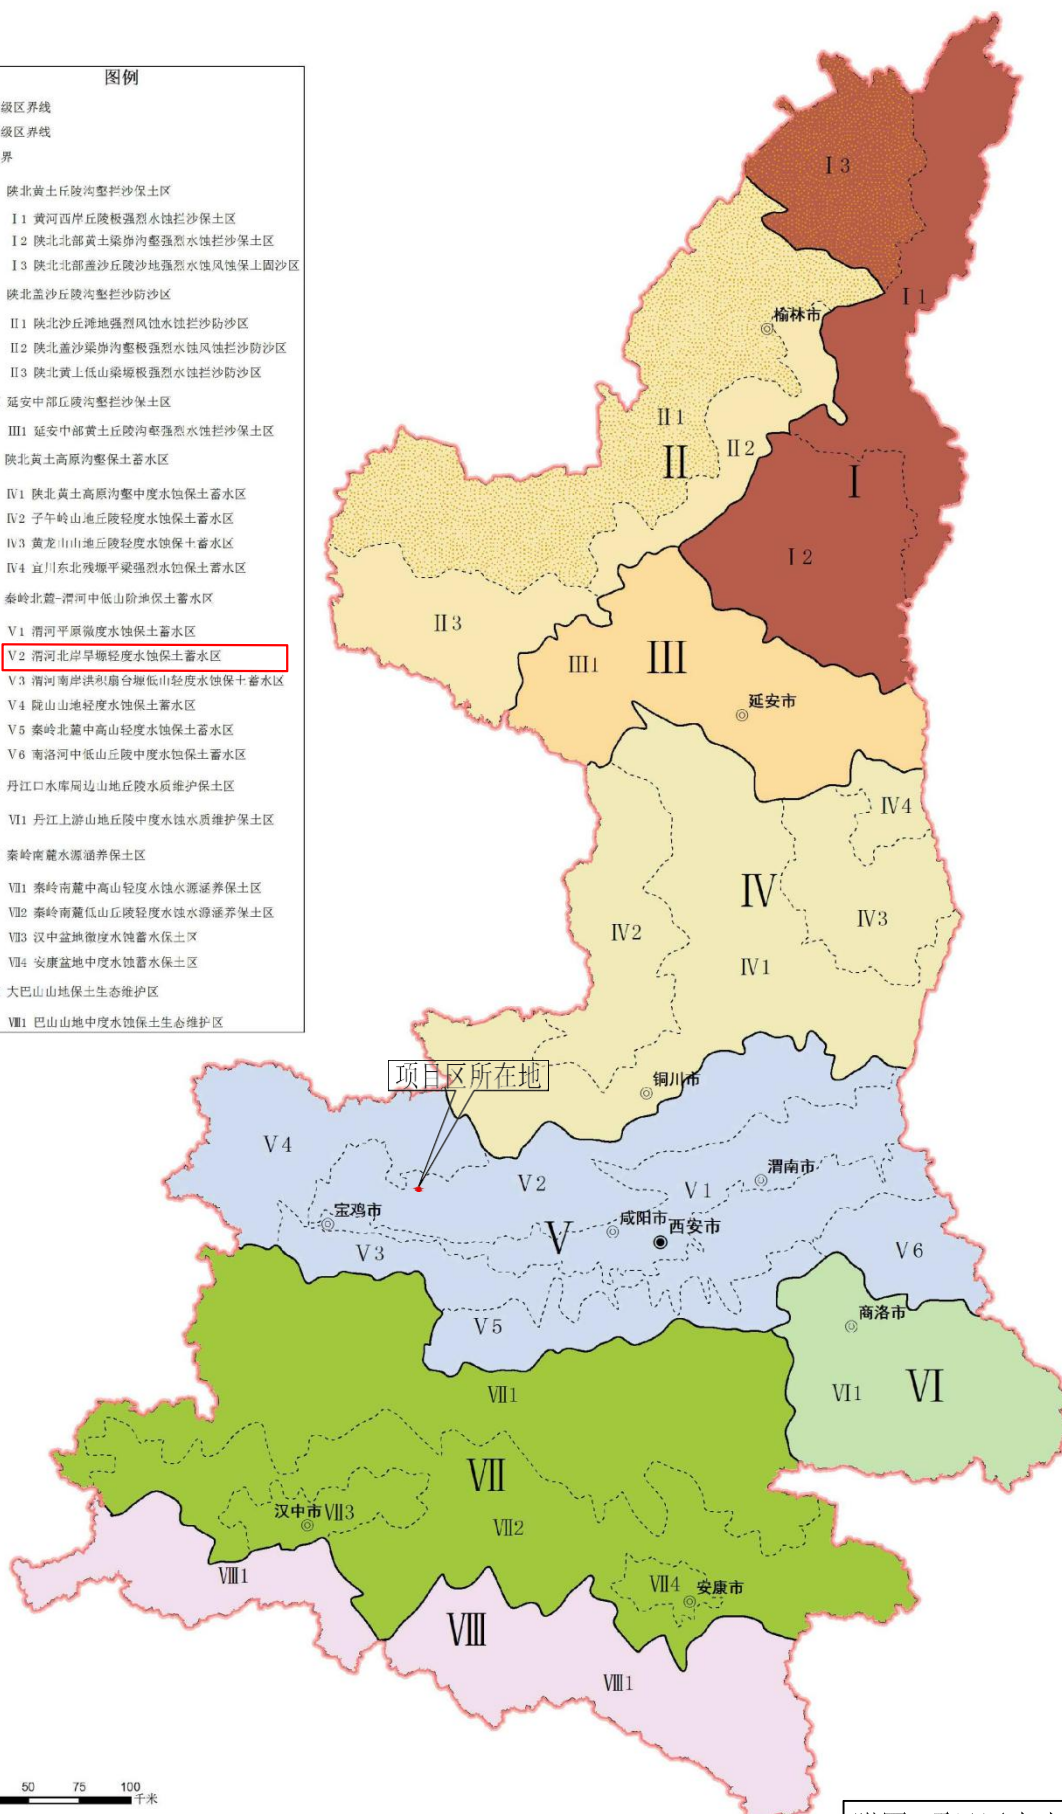 图例
级区界线
级区界线
界
陕北黄土丘陵沟壑拦沙保土区
Ⅰ1 黄河西岸丘陵极强烈水蚀拦沙保土区
Ⅰ2 陕北北部黄土梁峁沟壑强烈水蚀拦沙保土区
Ⅰ3 陕北北部盖沙丘陵沙地强烈水蚀风蚀保土固沙区
陕北盖沙丘陵沟壑拦沙防沙区
Ⅱ1 陕北沙丘滩地强烈风蚀水蚀拦沙防沙区
Ⅱ2 陕北盖沙梁峁沟壑极强烈水蚀风蚀拦沙防沙区
Ⅱ3 陕北黄土低山梁塬极强烈水蚀拦沙防沙区
延安中部丘陵沟壑拦沙保土区
Ⅲ1 延安中部黄土丘陵沟壑强烈水蚀拦沙保土区
陕北黄土高原沟壑保土蓄水区
Ⅳ1 陕北黄土高原沟壑中度水蚀保土蓄水区
Ⅳ2 子午岭山地丘陵轻度水蚀保土蓄水区
Ⅳ3 黄龙山山地丘陵轻度水蚀保土蓄水区
Ⅳ4 宜川东北残塬平梁强烈水蚀保土蓄水区
秦岭北麓-渭河中低山阶地保土蓄水区
Ⅴ1 渭河平原微度水蚀保土蓄水区
Ⅴ2 渭河北岸旱塬轻度水蚀保土蓄水区
Ⅴ3 渭河南岸洪积扇台塬低山轻度水蚀保土蓄水区
Ⅴ4 陇山山地轻度水蚀保土蓄水区
Ⅴ5 秦岭北麓中高山轻度水蚀保土蓄水区
Ⅴ6 南洛河中低山丘陵中度水蚀保土蓄水区
丹江口水库周边山地丘陵水质维护保土区
Ⅵ1 丹江上游山地丘陵中度水蚀水质维护保土区
秦岭南麓水源涵养保土区
Ⅶ1 秦岭南麓中高山轻度水蚀水源涵养保土区
Ⅶ2 秦岭南麓低山丘陵轻度水蚀水源涵养保土区
Ⅶ3 汉中盆地微度水蚀蓄水保土区
Ⅶ4 安康盆地中度水蚀蓄水保土区
大巴山山地保土生态维护区
Ⅷ1 巴山山地中度水蚀保土生态维护区
Ⅰ3
Ⅰ1
榆林市
Ⅱ1
Ⅱ2
Ⅱ
Ⅰ
Ⅰ2
Ⅱ3
Ⅲ1
Ⅲ
延安市
Ⅳ4
Ⅳ
Ⅳ3
Ⅳ2
Ⅳ1
项目区所在地
铜川市
Ⅴ4
Ⅴ2
Ⅴ1
渭南市
宝鸡市
咸阳市
西安市
Ⅴ
Ⅴ3
Ⅴ6
Ⅴ5
商洛市
Ⅶ1
Ⅵ1
Ⅵ
Ⅶ
汉中市
Ⅶ3
Ⅶ2
Ⅷ1
Ⅶ4
安康市
Ⅷ
Ⅷ1
50 75 100
千米